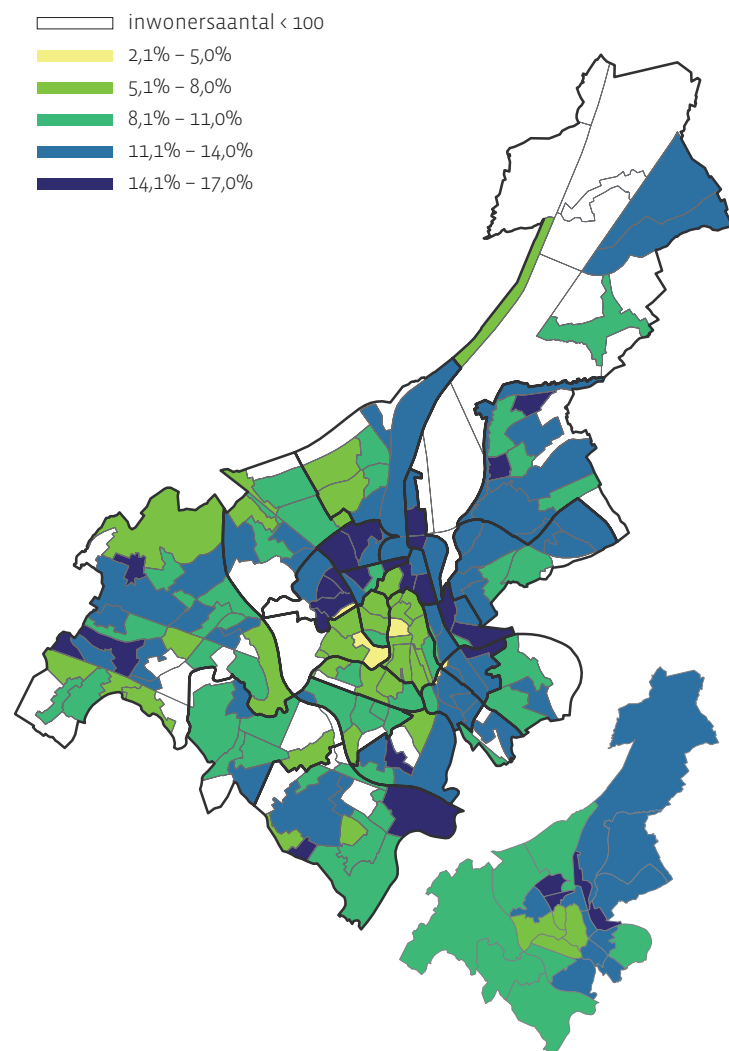 inwonersaantal < 100
2,1% – 5,0%
5,1% – 8,0%
8,1% – 11,0%
11,1% – 14,0%
14,1% – 17,0%